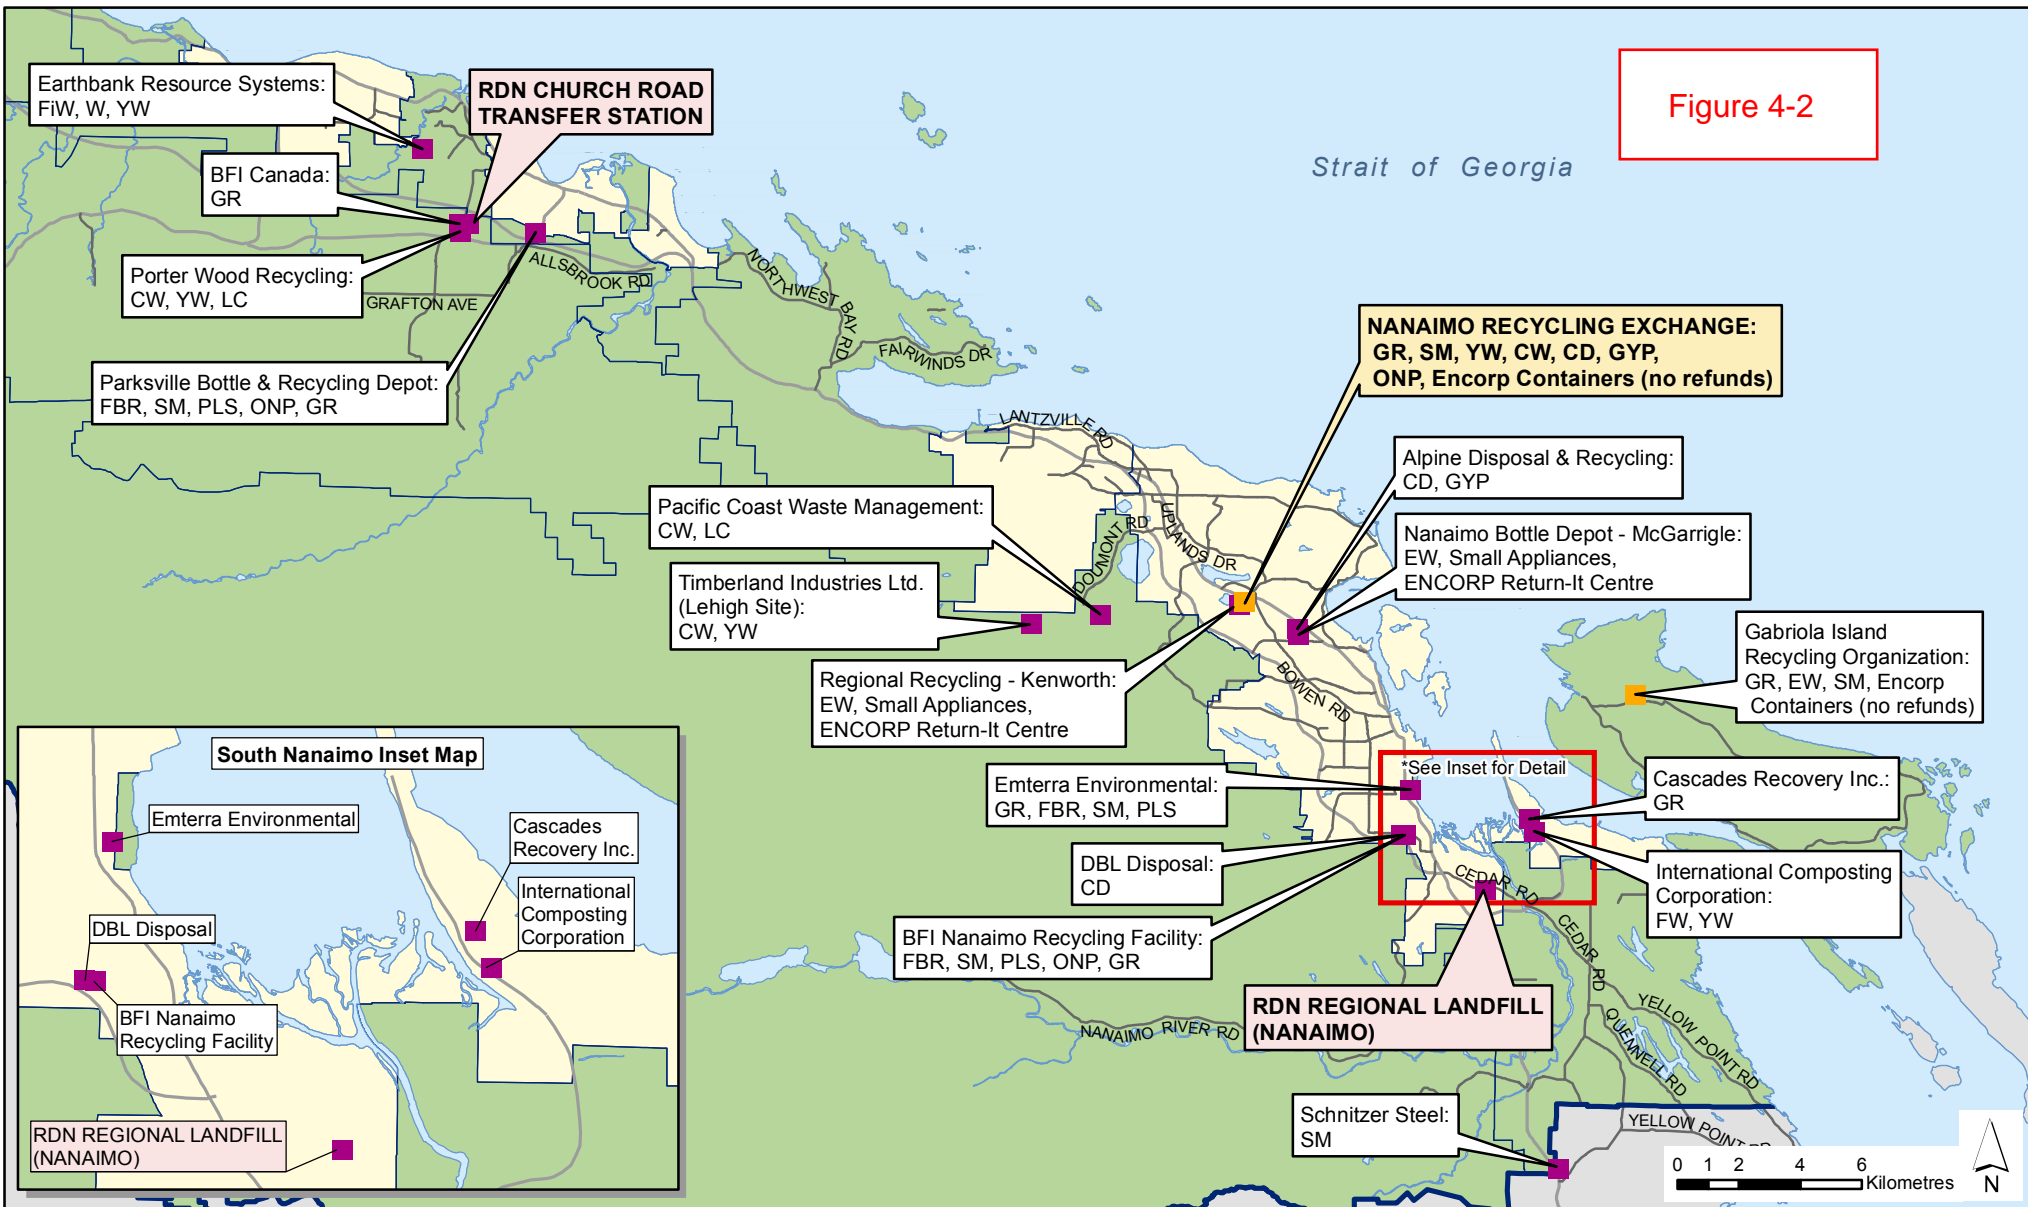 Figure 4-2
Strait of Georgia
Earthbank Resource Systems:
FiW, W, YW
RDN CHURCH ROAD
TRANSFER STATION
BFI Canada:
GR
Porter Wood Recycling:
CW, YW, LC
GRAFTON AVE
ALLSBROOK RD
NORTHWEST BAY RD
FAIRWINDS DR
Parksville Bottle & Recycling Depot:
FBR, SM, PLS, ONP, GR
NANAIMO RECYCLING EXCHANGE:
GR, SM, YW, CW, CD, GYP,
ONP, Encorp Containers (no refunds)
LANTZVILLE RD
Alpine Disposal & Recycling:
CD, GYP
Pacific Coast Waste Management:
CW, LC
DOUMONT RD
UPLANDS DR
Nanaimo Bottle Depot - McGarrigle:
EW, Small Appliances,
ENCORP Return-It Centre
Timberland Industries Ltd.
(Lehigh Site):
CW, YW
Gabriola Island
Recycling Organization:
GR, EW, SM, Encorp
Containers (no refunds)
Regional Recycling - Kenworth:
EW, Small Appliances,
ENCORP Return-It Centre
BOWEN RD
*See Inset for Detail
Emterra Environmental:
GR, FBR, SM, PLS
Cascades Recovery Inc.:
GR
DBL Disposal:
CD
CEDAR RD
International Composting
Corporation:
FW, YW
BFI Nanaimo Recycling Facility:
FBR, SM, PLS, ONP, GR
CEDAR RD
RDN REGIONAL LANDFILL
(NANAIMO)
NANAIMO RIVER RD
YELLOW POINT RD
QUENNELL RD
Schnitzer Steel:
SM
YELLOW POINT RD
0 1 2 4 6
Kilometres
N
South Nanaimo Inset Map
Emterra Environmental
Cascades
Recovery Inc.
International
Composting
Corporation
DBL Disposal
BFI Nanaimo
Recycling Facility
RDN REGIONAL LANDFILL
(NANAIMO)